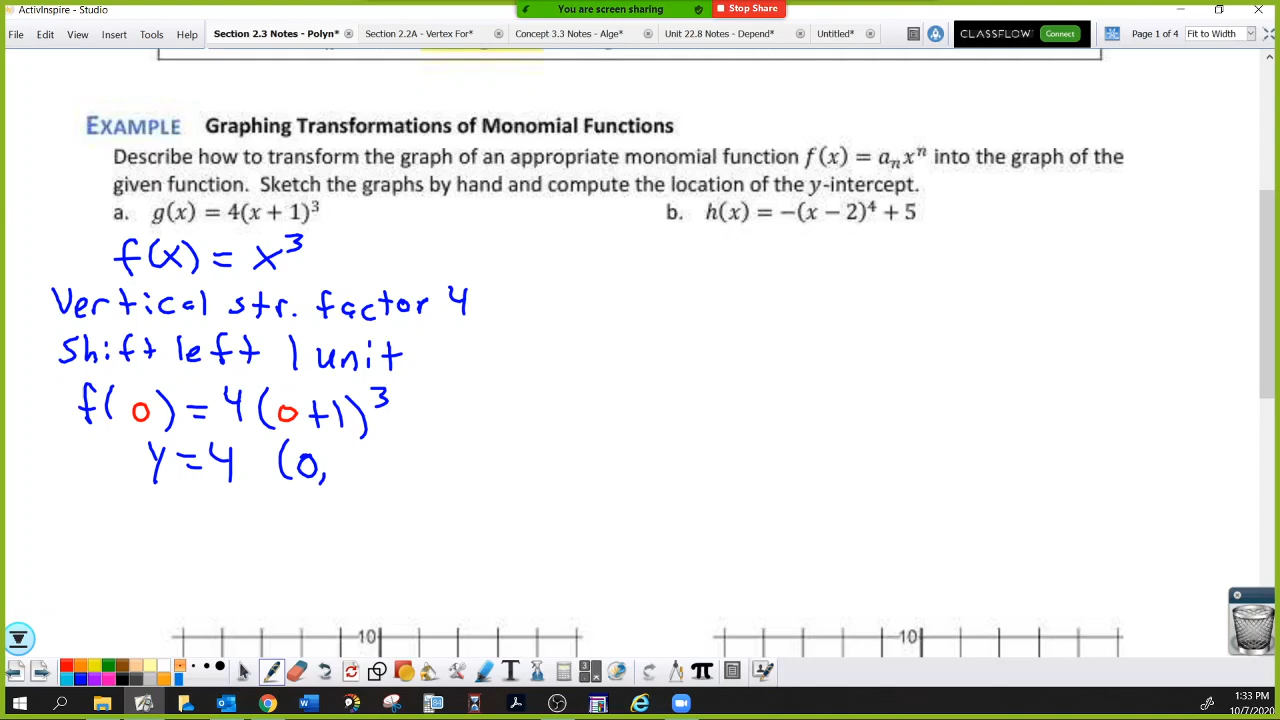 ActivInspire - Studio
You are screen sharing
Stop Share
File Edit View Insert Tools Help
Section 2.3 Notes - Polyn*
Section 2.2A - Vertex For*
Concept 3.3 Notes - Alge*
Unit 22.8 Notes - Depend*
Untitled*
CLASSFLOW
Connect
Page 1 of 4
Fit to Width
EXAMPLE Graphing Transformations of Monomial Functions
Describe how to transform the graph of an appropriate monomial function f(x) = aₙxⁿ into the graph of the
given function. Sketch the graphs by hand and compute the location of the y-intercept.
a. g(x) = 4(x + 1)³
b. h(x) = −(x − 2)⁴ + 5
f(x) = x³
Vertical str. factor 4
Shift left 1 unit
f(0) = 4(0+1)³
y = 4 (0,
10
10
1:33 PM
10/7/2020